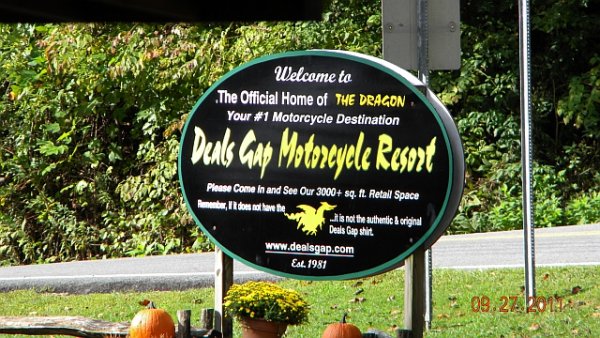 Welcome to
The Official Home of THE DRAGON
Your #1 Motorcycle Destination
Deals Gap Motorcycle Resort
Please Come in and See Our 3000+ sq. ft. Retail Space
Remember, if it does not have the
...it is not the authentic & original
Deals Gap shirt.
www.dealsgap.com
Est. 1981
09.27.2011